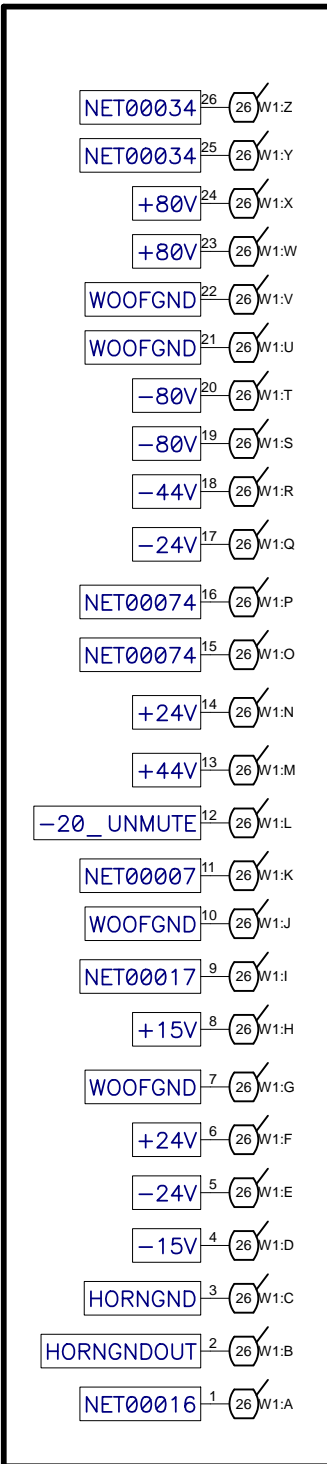 NET00034 26 26 W1:Z
NET00034 25 26 W1:Y
+80V 24 26 W1:X
+80V 23 26 W1:W
WOOFGND 22 26 W1:V
WOOFGND 21 26 W1:U
-80V 20 26 W1:T
-80V 19 26 W1:S
-44V 18 26 W1:R
-24V 17 26 W1:Q
NET00074 16 26 W1:P
NET00074 15 26 W1:O
+24V 14 26 W1:N
+44V 13 26 W1:M
-20_UNMUTE 12 26 W1:L
NET00007 11 26 W1:K
WOOFGND 10 26 W1:J
NET00017 9 26 W1:I
+15V 8 26 W1:H
WOOFGND 7 26 W1:G
+24V 6 26 W1:F
-24V 5 26 W1:E
-15V 4 26 W1:D
HORNGND 3 26 W1:C
HORNGNDOUT 2 26 W1:B
NET00016 1 26 W1:A